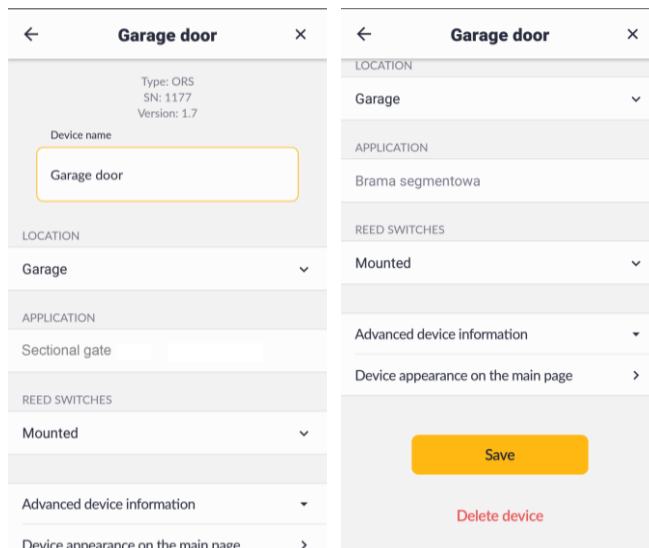 Garage door
Type: ORS
SN: 1177
Version: 1.7
Device name
Garage door
LOCATION
Garage
APPLICATION
Sectional gate
REED SWITCHES
Mounted
Advanced device information
Device appearance on the main page
Garage door
LOCATION
Garage
APPLICATION
Brama segmentowa
REED SWITCHES
Mounted
Advanced device information
Device appearance on the main page
Save
Delete device